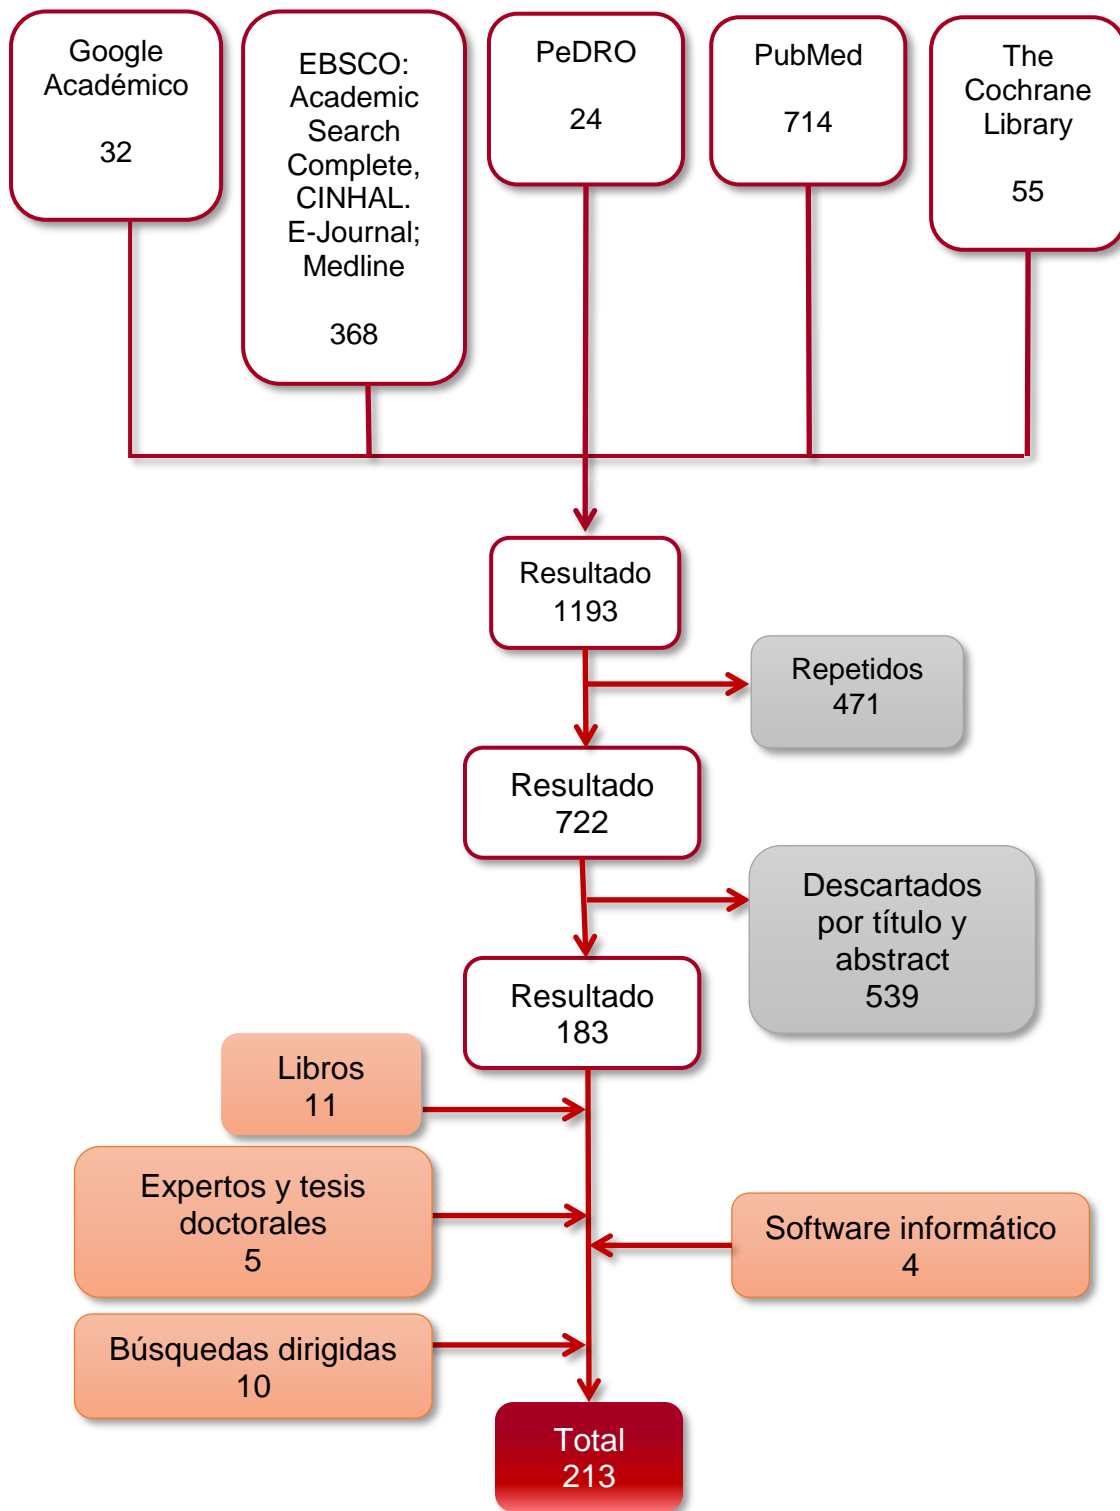 Google
Académico
32
EBSCO:
Academic
Search
Complete,
CINHAL.
E-Journal;
Medline
368
PeDRO
24
PubMed
714
The
Cochrane
Library
55
Resultado
1193
Repetidos
471
Resultado
722
Descartados
por título y
abstract
539
Resultado
183
Libros
11
Expertos y tesis
doctorales
5
Software informático
4
Búsquedas dirigidas
10
Total
213